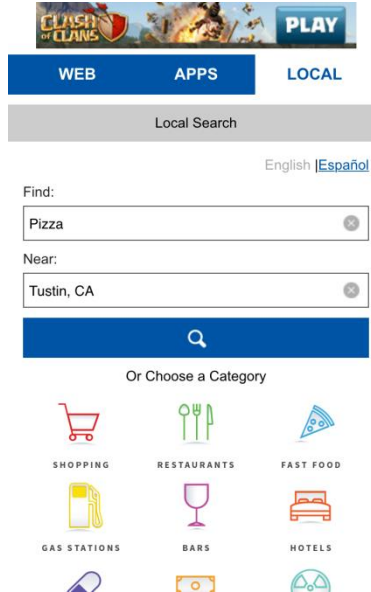 CLASH
OF CLANS
PLAY
WEB APPS LOCAL
Local Search
English |Español
Find:
Pizza
Near:
Tustin, CA
Or Choose a Category
SHOPPING RESTAURANTS FAST FOOD
GAS STATIONS BARS HOTELS